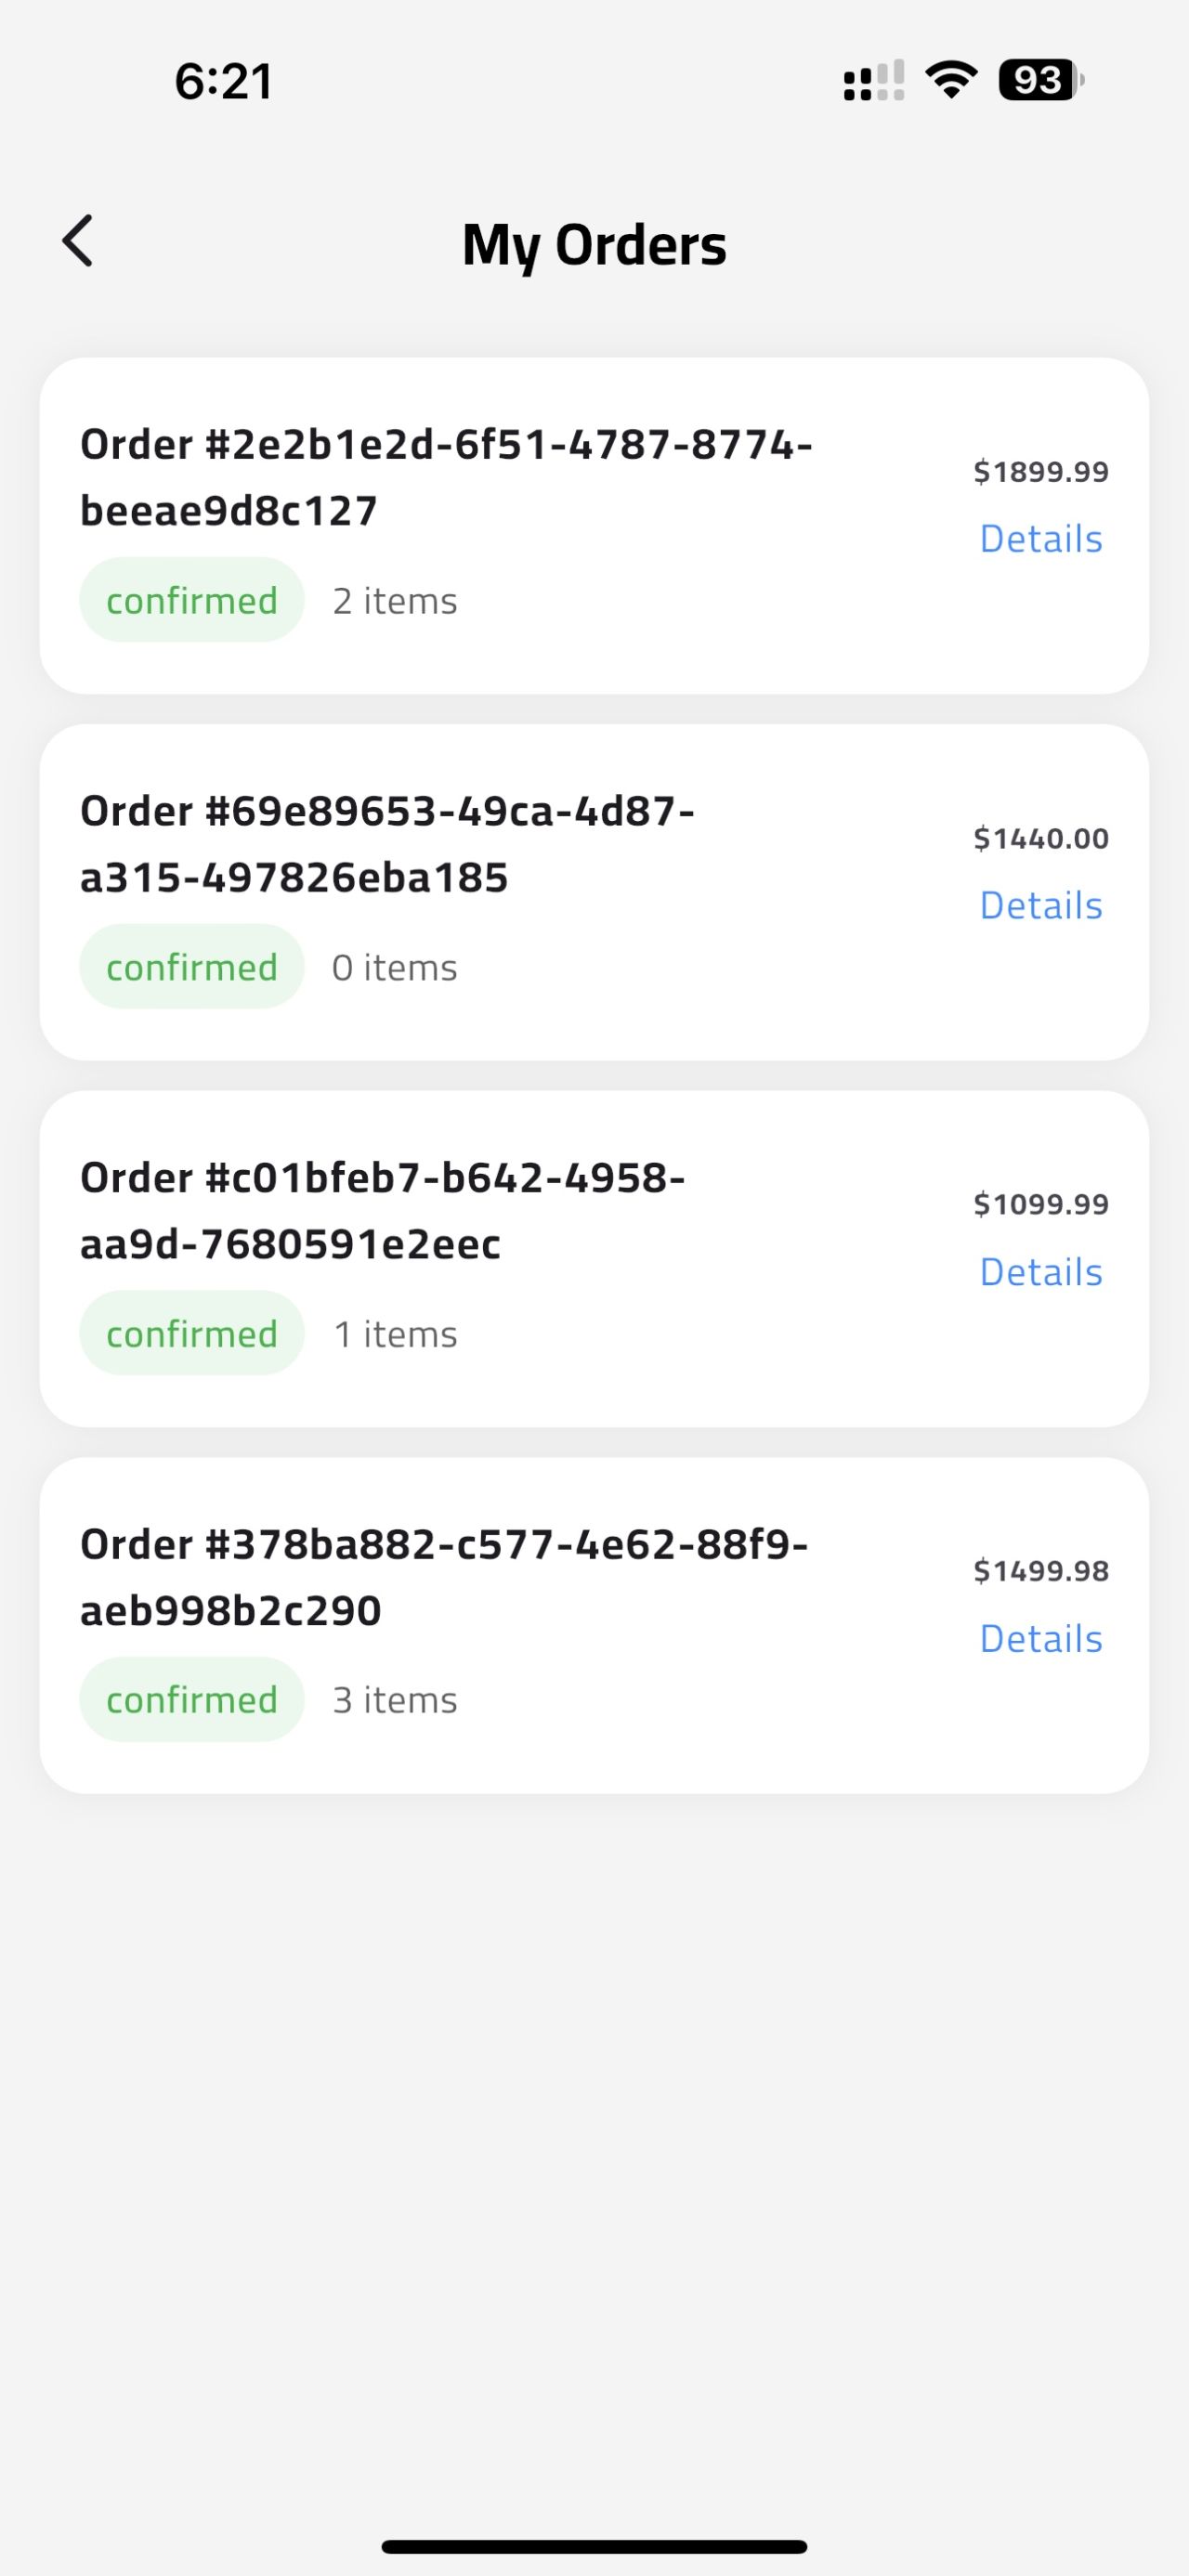 6:21
93
My Orders
Order #2e2b1e2d-6f51-4787-8774-
beeae9d8c127
$1899.99
Details
confirmed 2 items
Order #69e89653-49ca-4d87-
a315-497826eba185
$1440.00
Details
confirmed 0 items
Order #c01bfeb7-b642-4958-
aa9d-7680591e2eec
$1099.99
Details
confirmed 1 items
Order #378ba882-c577-4e62-88f9-
aeb998b2c290
$1499.98
Details
confirmed 3 items